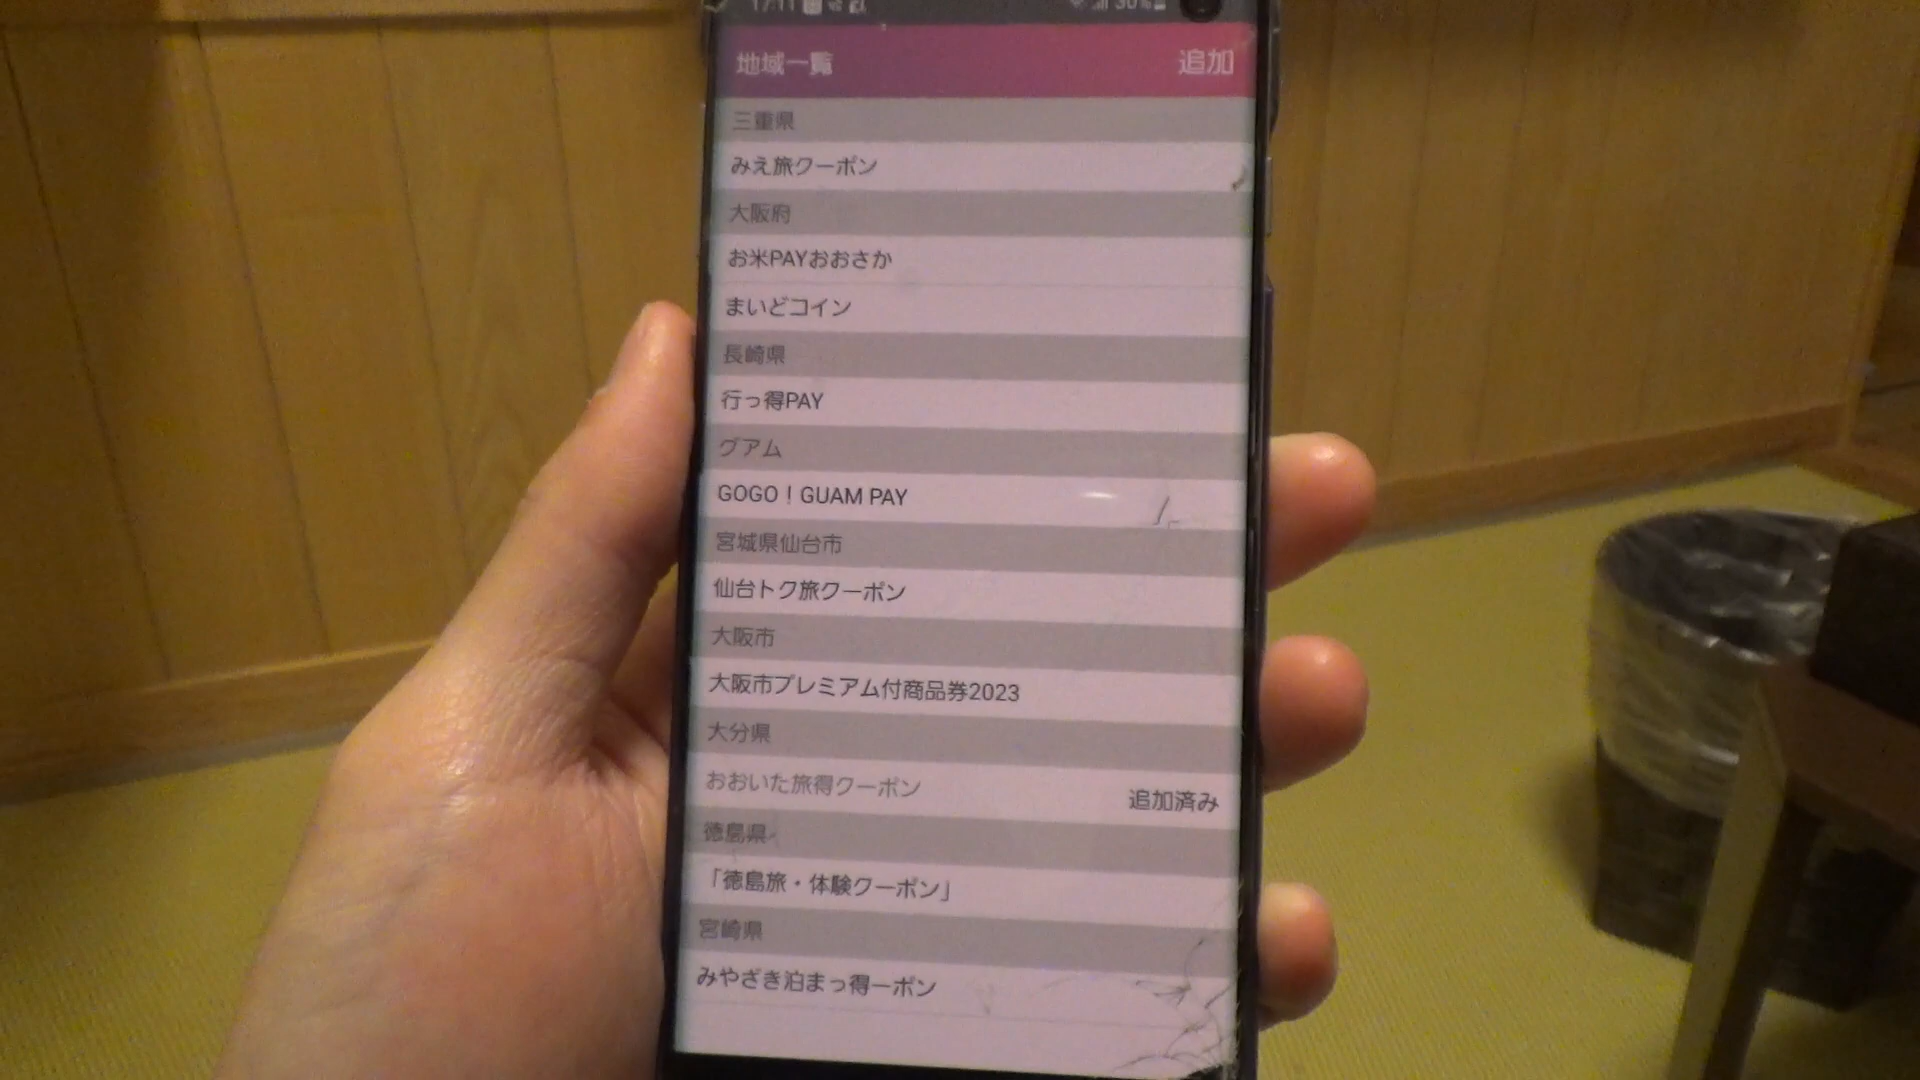 17:11
30%
地域一覧
追加
三重県
みえ旅クーポン
大阪府
お米PAYおおさか
まいどコイン
長崎県
行っ得PAY
グアム
GOGO！GUAM PAY
宮城県仙台市
仙台トク旅クーポン
大阪市
大阪市プレミアム付商品券2023
大分県
おおいた旅得クーポン
追加済み
徳島県
「徳島旅・体験クーポン」
宮崎県
みやざき泊まっ得ーポン